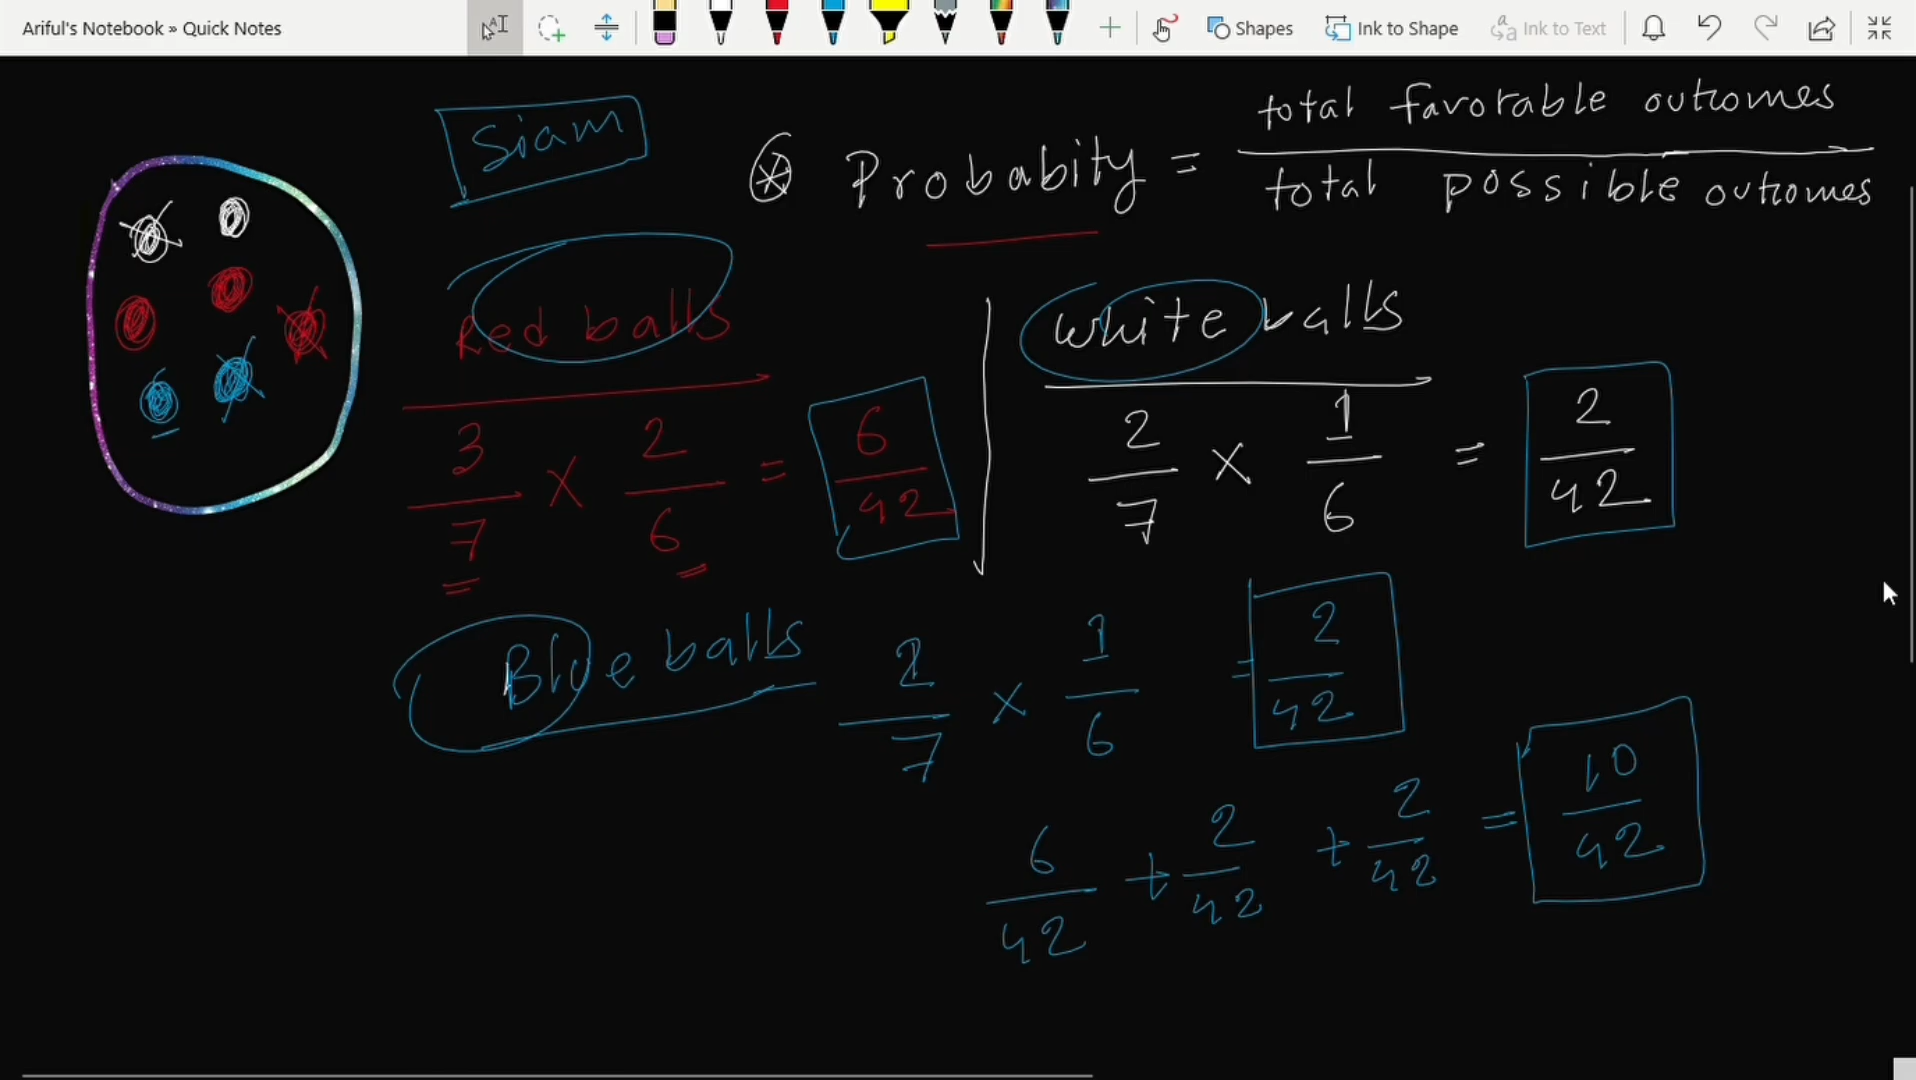 Ariful's Notebook » Quick Notes
Shapes
Ink to Shape
Ink to Text
Siam
Probabity = total favorable outcomes / total possible outcomes
Red balls
3/7 × 2/6 = 6/42
White balls
2/7 × 1/6 = 2/42
Blue balls 2/7 × 1/6 = 2/42
6/42 + 2/42 + 2/42 = 10/42